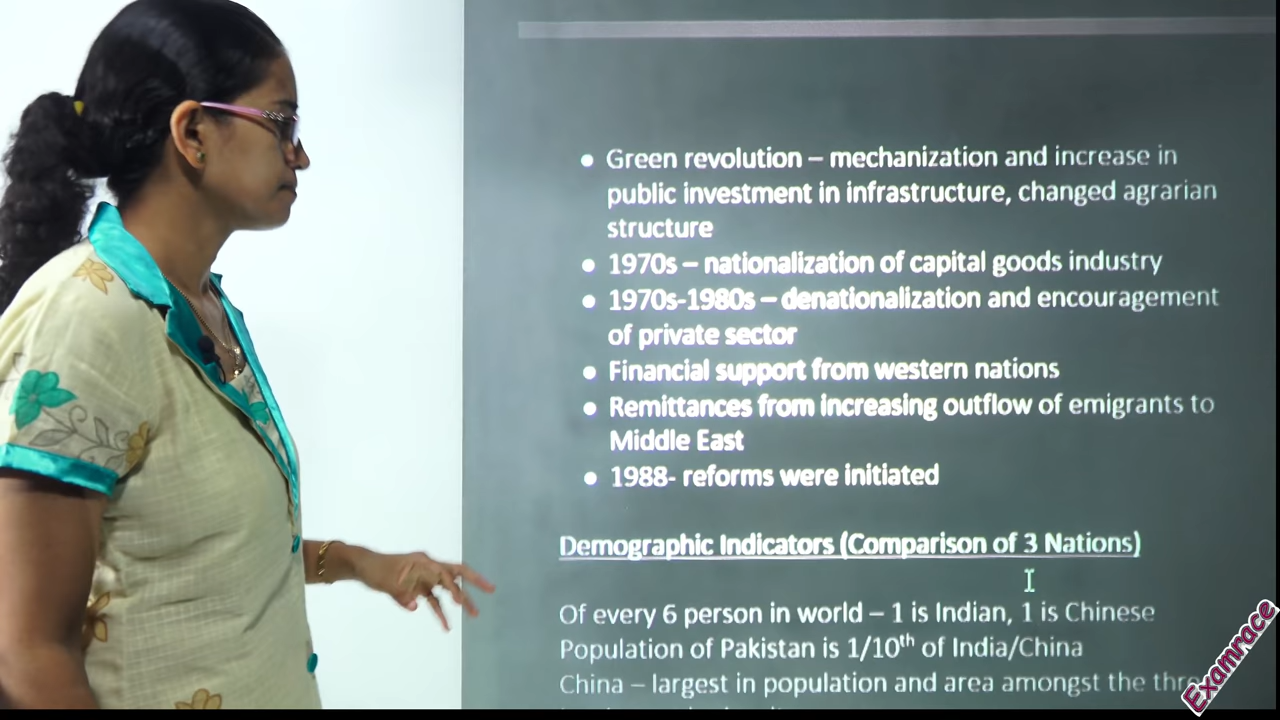 • Green revolution – mechanization and increase in
public investment in infrastructure, changed agrarian
structure
• 1970s – nationalization of capital goods industry
• 1970s-1980s – denationalization and encouragement
of private sector
• Financial support from western nations
• Remittances from increasing outflow of emigrants to
Middle East
• 1988- reforms were initiated
Demographic Indicators (Comparison of 3 Nations)
Of every 6 person in world – 1 is Indian, 1 is Chinese
Population of Pakistan is 1/10th of India/China
China – largest in population and area amongst the
Examrace